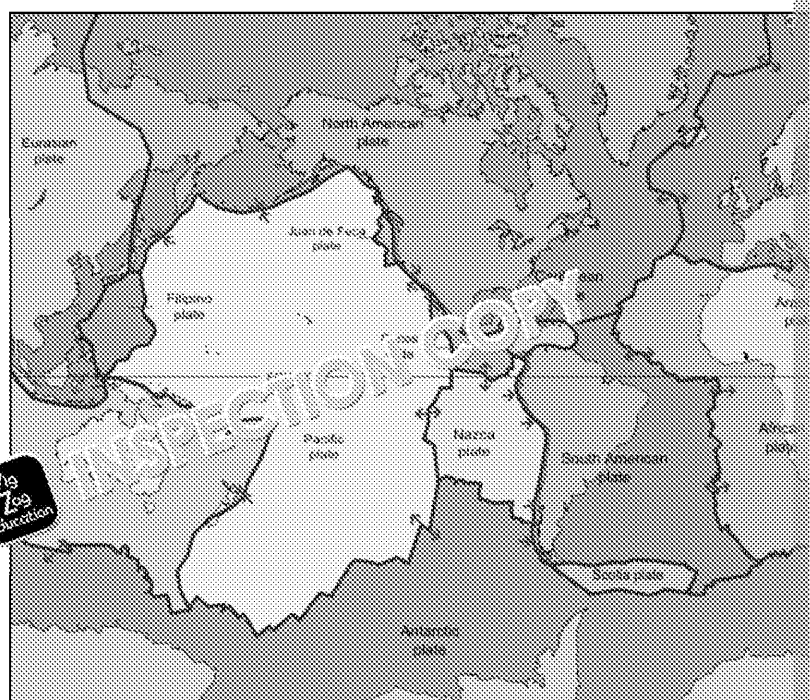 North American
plate
Eurasian
plate
Juan de Fuca
plate
Filipino
plate
INSPECTION COPY
Pacific
plate
Nazca
plate
South American
plate
Zig
Zag
Education
plate
Scotia plate
Antarctic
plate